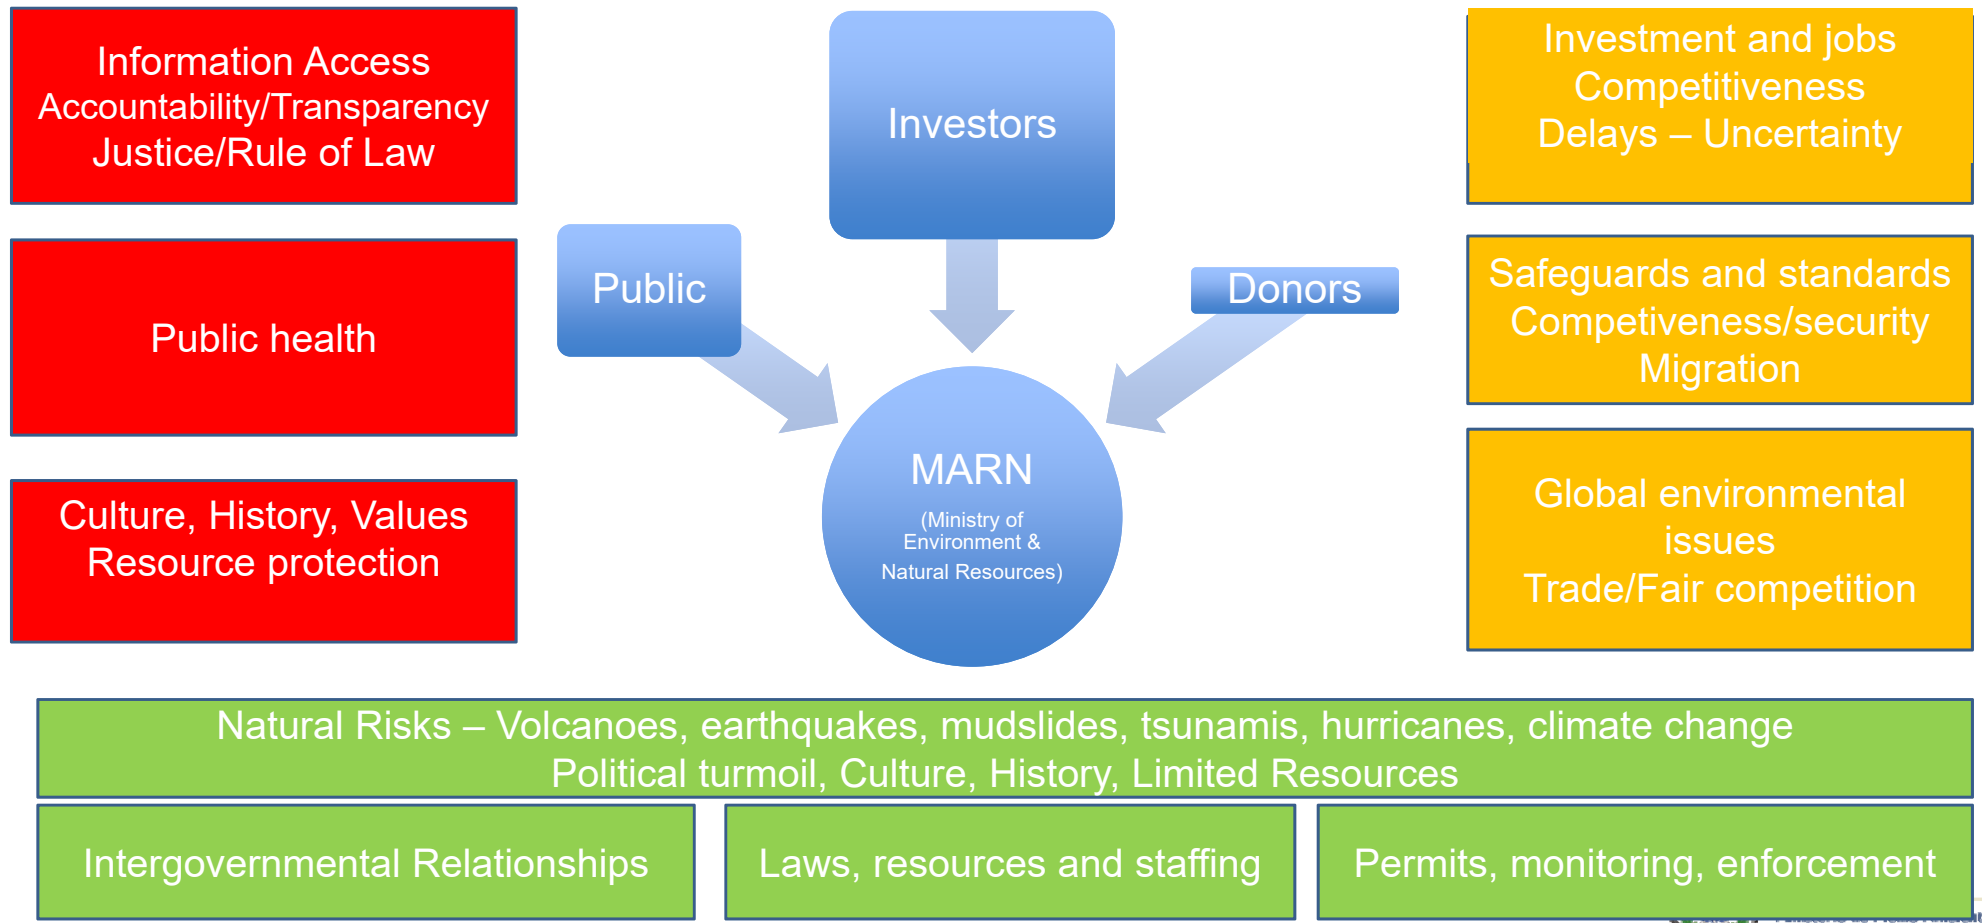 Information Access
Accountability/Transparency
Justice/Rule of Law
Public health
Culture, History, Values
Resource protection
Investors
Public
Donors
MARN
(Ministry of
Environment &
Natural Resources)
Investment and jobs
Competitiveness
Delays – Uncertainty
Safeguards and standards
Competiveness/security
Migration
Global environmental
issues
Trade/Fair competition
Natural Risks – Volcanoes, earthquakes, mudslides, tsunamis, hurricanes, climate change
Political turmoil, Culture, History, Limited Resources
Intergovernmental Relationships
Laws, resources and staffing
Permits, monitoring, enforcement